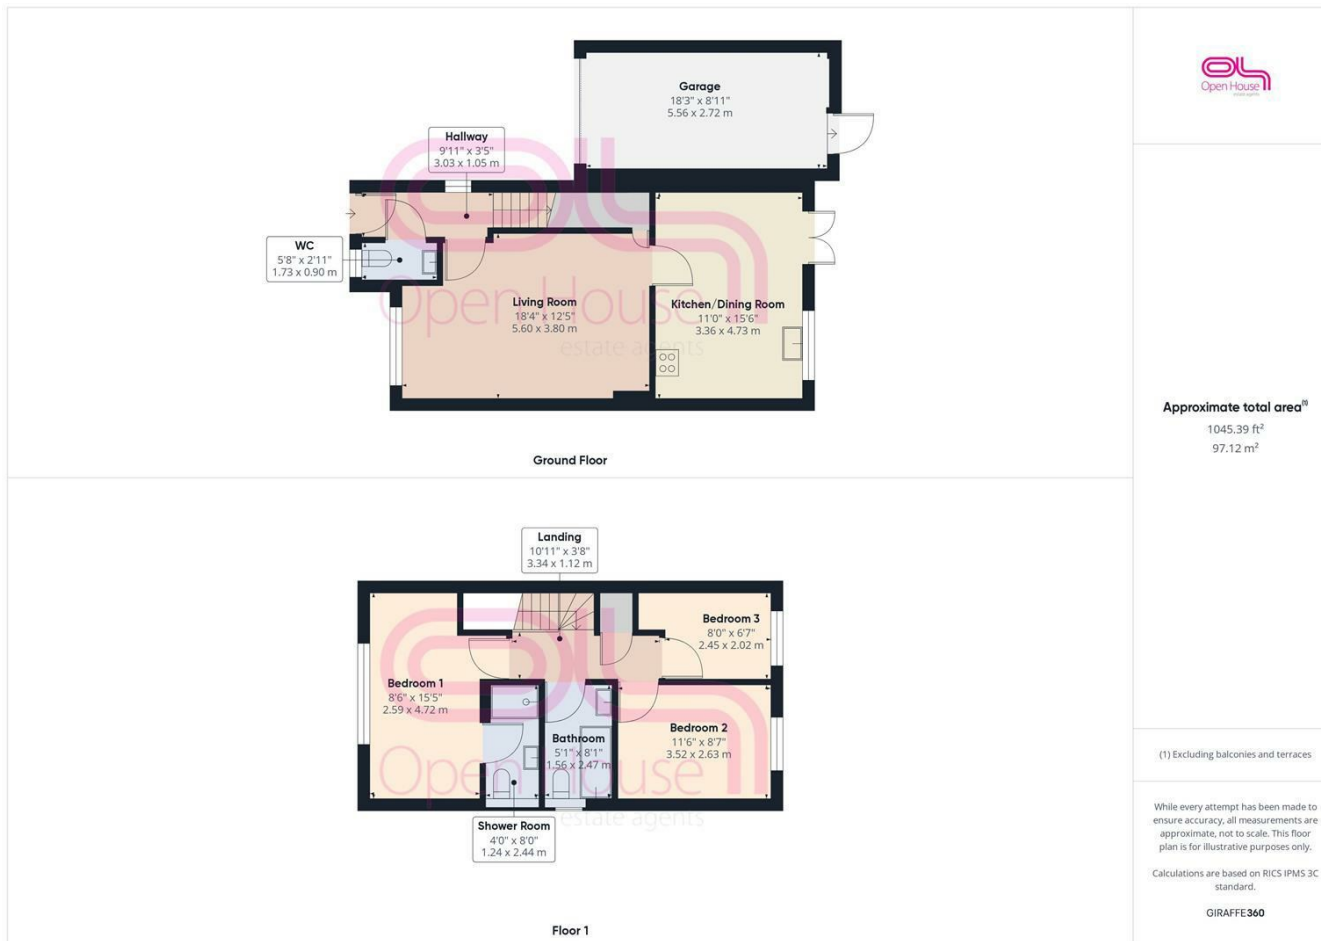 Garage
18'3" x 8'11"
5.56 x 2.72 m
Hallway
9'11" x 3'5"
3.03 x 1.05 m
WC
5'8" x 2'11"
1.73 x 0.90 m
Living Room
18'4" x 12'5"
5.60 x 3.80 m
Kitchen/Dining Room
11'0" x 15'6"
3.36 x 4.73 m
Open House
estate agents
Ground Floor
Landing
10'11" x 3'8"
3.34 x 1.12 m
Bedroom 3
8'0" x 6'7"
2.45 x 2.02 m
Bedroom 1
8'6" x 15'5"
2.59 x 4.72 m
Bedroom 2
11'6" x 8'7"
3.52 x 2.63 m
Bathroom
5'1" x 8'1"
1.56 x 2.47 m
Open House
estate agents
Shower Room
4'0" x 8'0"
1.24 x 2.44 m
Floor 1
Open House
estate agents
Approximate total area(1)
1045.39 ft²
97.12 m²
(1) Excluding balconies and terraces
While every attempt has been made to
ensure accuracy, all measurements are
approximate, not to scale. This floor
plan is for illustrative purposes only.
Calculations are based on RICS IPMS 3C
standard.
GIRAFFE360